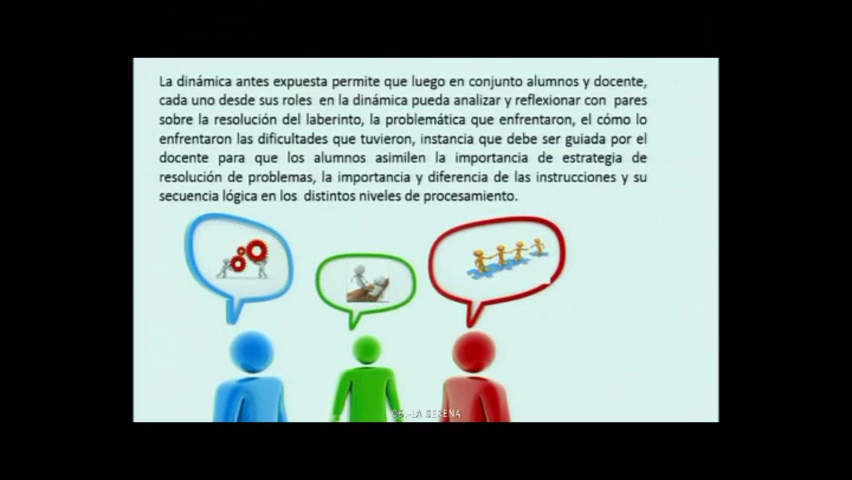 La dinámica antes expuesta permite que luego en conjunto alumnos y docente,
cada uno desde sus roles en la dinámica pueda analizar y reflexionar con pares
sobre la resolución del laberinto, la problemática que enfrentaron, el cómo lo
enfrentaron las dificultades que tuvieron, instancia que debe ser guiada por el
docente para que los alumnos asimilen la importancia de estrategia de
resolución de problemas, la importancia y diferencia de las instrucciones y su
secuencia lógica en los distintos niveles de procesamiento.
LA SERENA